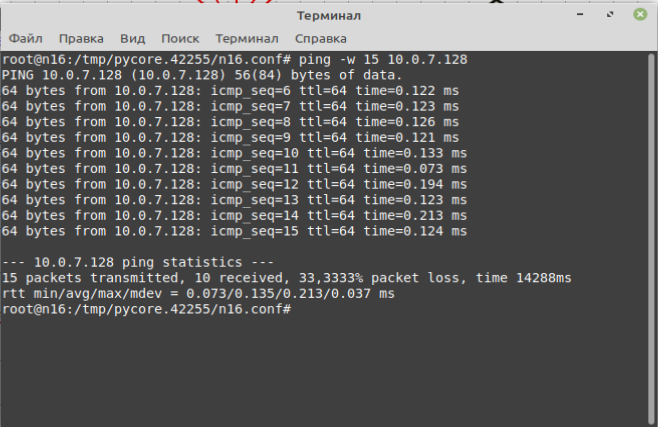 Терминал
Файл Правка Вид Поиск Терминал Справка
root@n16:/tmp/pycore.42255/n16.conf# ping -w 15 10.0.7.128
PING 10.0.7.128 (10.0.7.128) 56(84) bytes of data.
64 bytes from 10.0.7.128: icmp_seq=6 ttl=64 time=0.122 ms
64 bytes from 10.0.7.128: icmp_seq=7 ttl=64 time=0.123 ms
64 bytes from 10.0.7.128: icmp_seq=8 ttl=64 time=0.126 ms
64 bytes from 10.0.7.128: icmp_seq=9 ttl=64 time=0.121 ms
64 bytes from 10.0.7.128: icmp_seq=10 ttl=64 time=0.133 ms
64 bytes from 10.0.7.128: icmp_seq=11 ttl=64 time=0.073 ms
64 bytes from 10.0.7.128: icmp_seq=12 ttl=64 time=0.194 ms
64 bytes from 10.0.7.128: icmp_seq=13 ttl=64 time=0.123 ms
64 bytes from 10.0.7.128: icmp_seq=14 ttl=64 time=0.213 ms
64 bytes from 10.0.7.128: icmp_seq=15 ttl=64 time=0.124 ms
--- 10.0.7.128 ping statistics ---
15 packets transmitted, 10 received, 33,3333% packet loss, time 14288ms
rtt min/avg/max/mdev = 0.073/0.135/0.213/0.037 ms
root@n16:/tmp/pycore.42255/n16.conf#